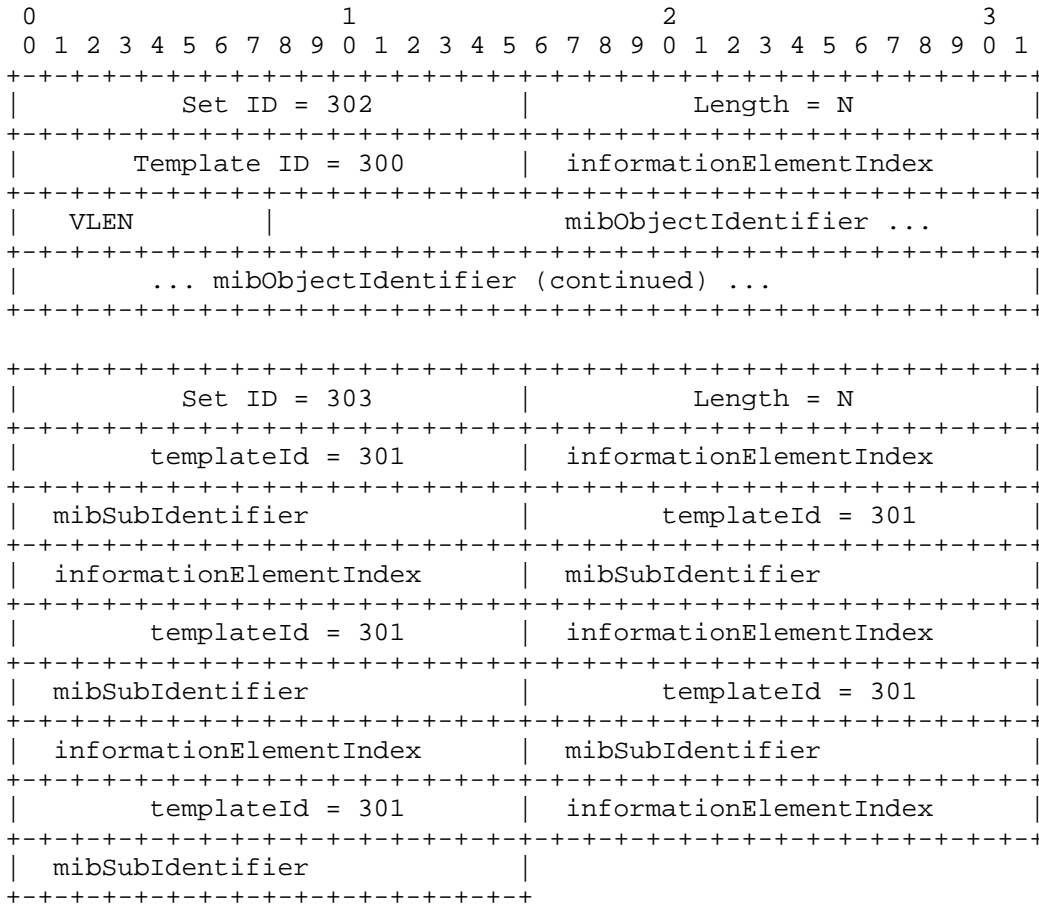 0                   1                   2                   3
 0 1 2 3 4 5 6 7 8 9 0 1 2 3 4 5 6 7 8 9 0 1 2 3 4 5 6 7 8 9 0 1
+-+-+-+-+-+-+-+-+-+-+-+-+-+-+-+-+-+-+-+-+-+-+-+-+-+-+-+-+-+-+-+-+
|          Set ID = 302         |          Length = N           |
+-+-+-+-+-+-+-+-+-+-+-+-+-+-+-+-+-+-+-+-+-+-+-+-+-+-+-+-+-+-+-+-+
|       Template ID = 300       |  informationElementIndex      |
+-+-+-+-+-+-+-+-+-+-+-+-+-+-+-+-+-+-+-+-+-+-+-+-+-+-+-+-+-+-+-+-+
|   VLEN        |                  mibObjectIdentifier ...      |
+-+-+-+-+-+-+-+-+-+-+-+-+-+-+-+-+-+-+-+-+-+-+-+-+-+-+-+-+-+-+-+-+
|        ... mibObjectIdentifier (continued) ...                |
+-+-+-+-+-+-+-+-+-+-+-+-+-+-+-+-+-+-+-+-+-+-+-+-+-+-+-+-+-+-+-+-+

+-+-+-+-+-+-+-+-+-+-+-+-+-+-+-+-+-+-+-+-+-+-+-+-+-+-+-+-+-+-+-+-+
|          Set ID = 303         |          Length = N           |
+-+-+-+-+-+-+-+-+-+-+-+-+-+-+-+-+-+-+-+-+-+-+-+-+-+-+-+-+-+-+-+-+
|        templateId = 301       |  informationElementIndex      |
+-+-+-+-+-+-+-+-+-+-+-+-+-+-+-+-+-+-+-+-+-+-+-+-+-+-+-+-+-+-+-+-+
|  mibSubIdentifier             |        templateId = 301       |
+-+-+-+-+-+-+-+-+-+-+-+-+-+-+-+-+-+-+-+-+-+-+-+-+-+-+-+-+-+-+-+-+
|  informationElementIndex      |  mibSubIdentifier             |
+-+-+-+-+-+-+-+-+-+-+-+-+-+-+-+-+-+-+-+-+-+-+-+-+-+-+-+-+-+-+-+-+
|        templateId = 301       |  informationElementIndex      |
+-+-+-+-+-+-+-+-+-+-+-+-+-+-+-+-+-+-+-+-+-+-+-+-+-+-+-+-+-+-+-+-+
|  mibSubIdentifier             |        templateId = 301       |
+-+-+-+-+-+-+-+-+-+-+-+-+-+-+-+-+-+-+-+-+-+-+-+-+-+-+-+-+-+-+-+-+
|  informationElementIndex      |  mibSubIdentifier             |
+-+-+-+-+-+-+-+-+-+-+-+-+-+-+-+-+-+-+-+-+-+-+-+-+-+-+-+-+-+-+-+-+
|        templateId = 301       |  informationElementIndex      |
+-+-+-+-+-+-+-+-+-+-+-+-+-+-+-+-+-+-+-+-+-+-+-+-+-+-+-+-+-+-+-+-+
|  mibSubIdentifier             |
+-+-+-+-+-+-+-+-+-+-+-+-+-+-+-+-+